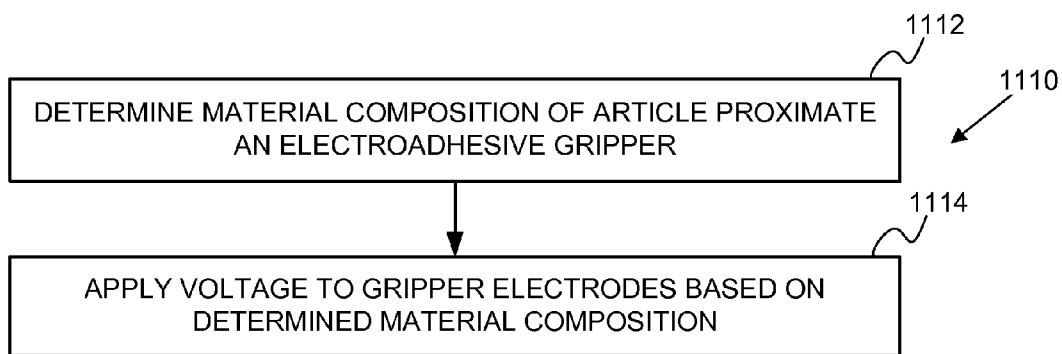 1112
1110
DETERMINE MATERIAL COMPOSITION OF ARTICLE PROXIMATE
AN ELECTROADHESIVE GRIPPER
1114
APPLY VOLTAGE TO GRIPPER ELECTRODES BASED ON
DETERMINED MATERIAL COMPOSITION